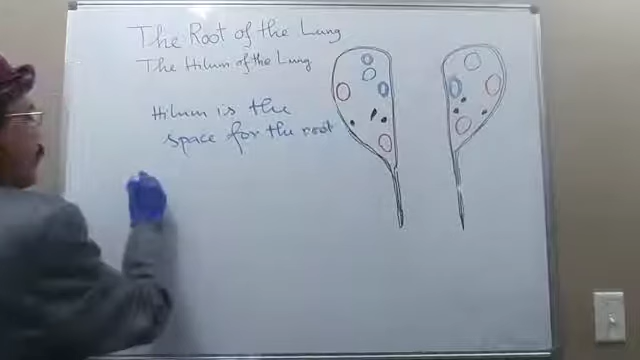 The Root of the Lung
The Hilum of the Lung
Hilum is the
space for the root